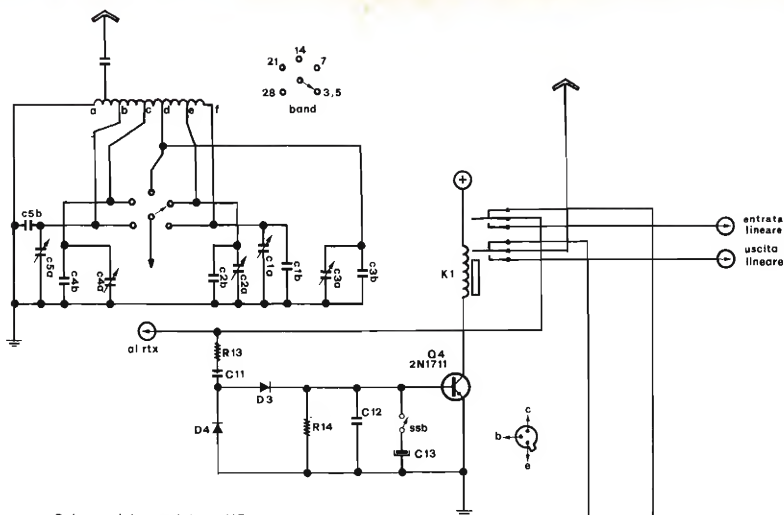 14
21 7
28 3,5
band
a b c d e f
c5b
c5a
c4b
c4a
c2b
c2a
c1a
c1b
c3a
c3b
+
K1
entrata
lineare
uscita
lineare
al rtx
R13
C11
D3
D4
R14
C12
ssb
C13
Q4
2N1711
c
b
e